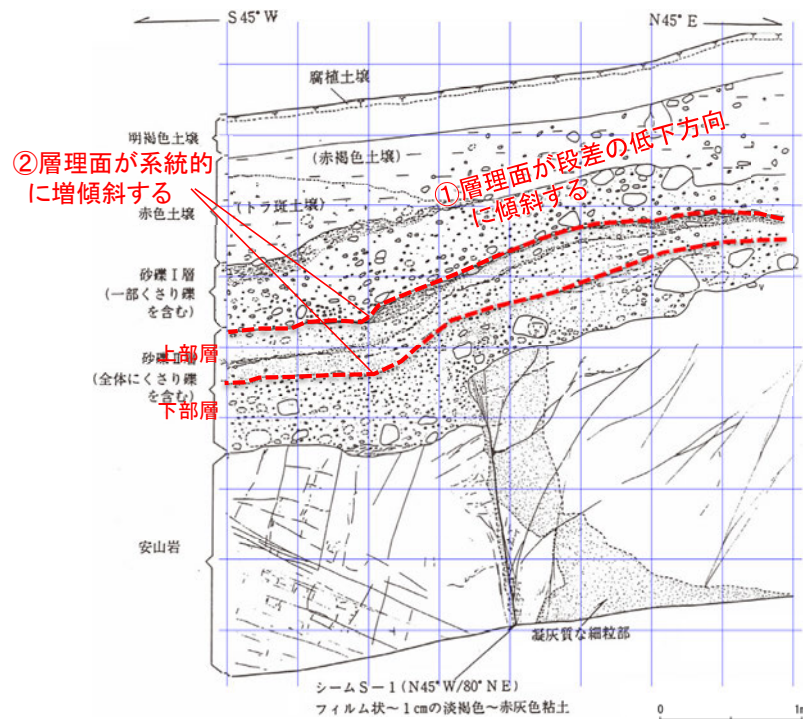 S45°W
N45°E
腐植土壌
明褐色土壌
(赤褐色土壌)
①層理面が段差の低下方向
に傾斜する
②層理面が系統的
に増傾斜する
(トラ斑土壌)
赤色土壌
砂礫Ⅰ層
(一部くさり礫
を含む)
上部層
砂礫Ⅱ層
(全体にくさり礫
を含む)
下部層
安山岩
凝灰質な細粒部
シームS-1(N45°W/80°NE)
フィルム状~1cmの淡褐色~赤灰色粘土
0
1m